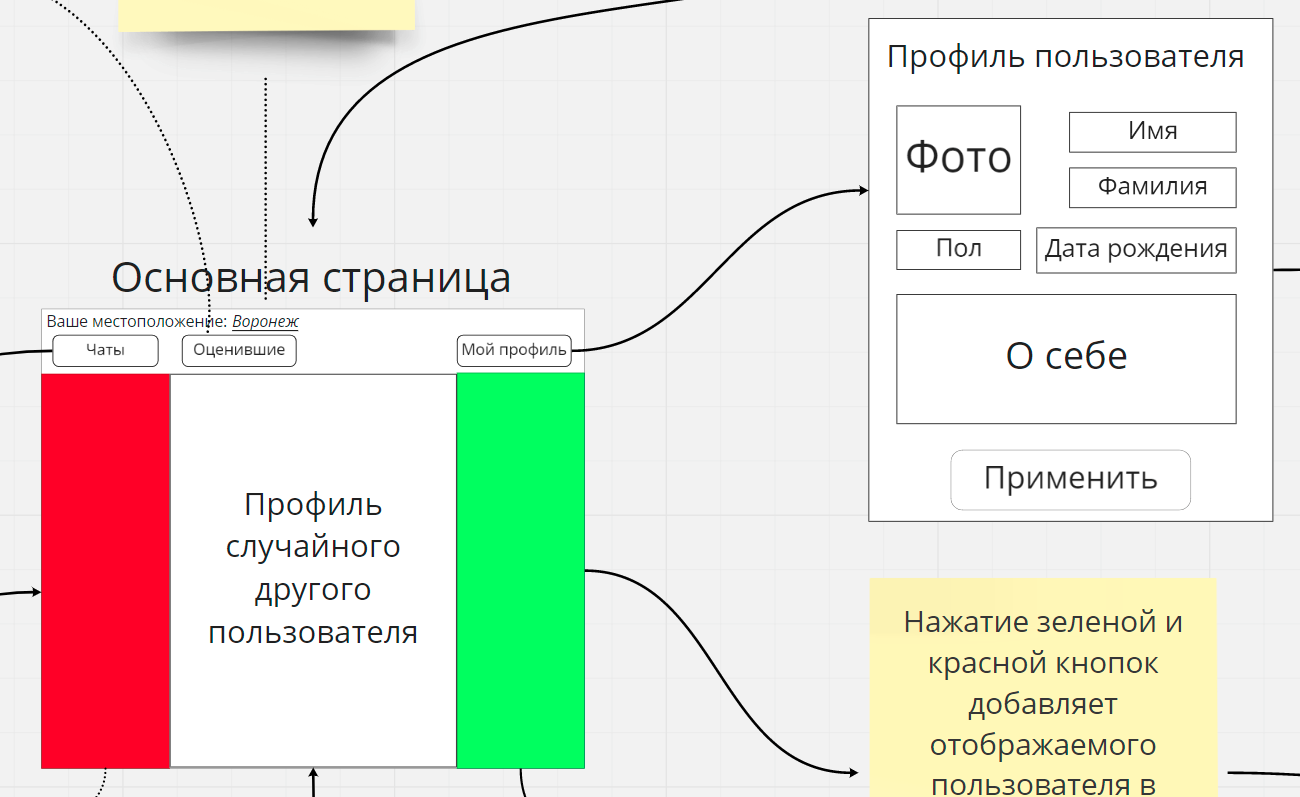 Основная страница
Ваше местоположение: Воронеж
Чаты
Оценившие
Мой профиль
Профиль
случайного
другого
пользователя
Профиль пользователя
Фото
Имя
Фамилия
Пол
Дата рождения
О себе
Применить
Нажатие зеленой и
красной кнопок
добавляет
отображаемого
пользователя в